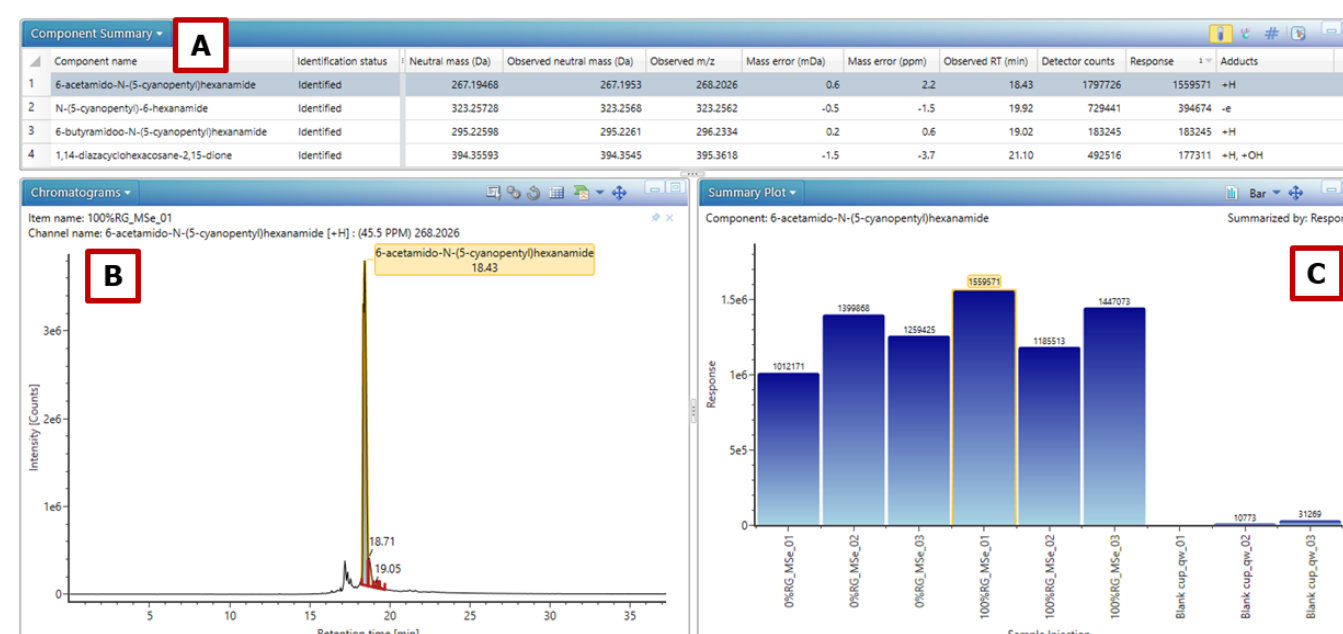 Component Summary
A
Component name Identification status Neutral mass (Da) Observed neutral mass (Da) Observed m/z Mass error (mDa) Mass error (ppm) Observed RT (min) Detector counts Response 1 Adducts
1 6-acetamido-N-(5-cyanopentyl)hexanamide Identified 267.19468 267.1953 268.2026 0.6 2.2 18.43 1797726 1559571 +H
2 N-(5-cyanopentyl)-6-hexanamide Identified 323.25728 323.2568 323.2562 -0.5 -1.5 19.92 729441 394674 -e
3 6-butyramidoo-N-(5-cyanopentyl)hexanamide Identified 295.22598 295.2261 296.2334 0.2 0.6 19.02 183245 183245 +H
4 1,14-diazacyclohexacosane-2,15-dione Identified 394.35593 394.3545 395.3618 -1.5 -3.7 21.10 492516 177311 +H, +OH
Chromatograms
Item name: 100%RG_MSe_01
Channel name: 6-acetamido-N-(5-cyanopentyl)hexanamide [+H] : (45.5 PPM) 268.2026
B
6-acetamido-N-(5-cyanopentyl)hexanamide
18.43
3e6
2e6
1e6
0
Intensity [Counts]
18.71
19.05
5 10 15 20 25 30 35
Retention time [min]
Summary Plot
Bar
Component: 6-acetamido-N-(5-cyanopentyl)hexanamide
Summarized by: Respon
C
1.5e6
1e6
5e5
0
Response
1012171
1399868
1259425
1559571
1185513
1447073
10773
31269
0%RG_MSe_01
0%RG_MSe_02
0%RG_MSe_03
100%RG_MSe_01
100%RG_MSe_02
100%RG_MSe_03
Blank cup_qw_01
Blank cup_qw_02
Blank cup_qw_03
Sample Injection